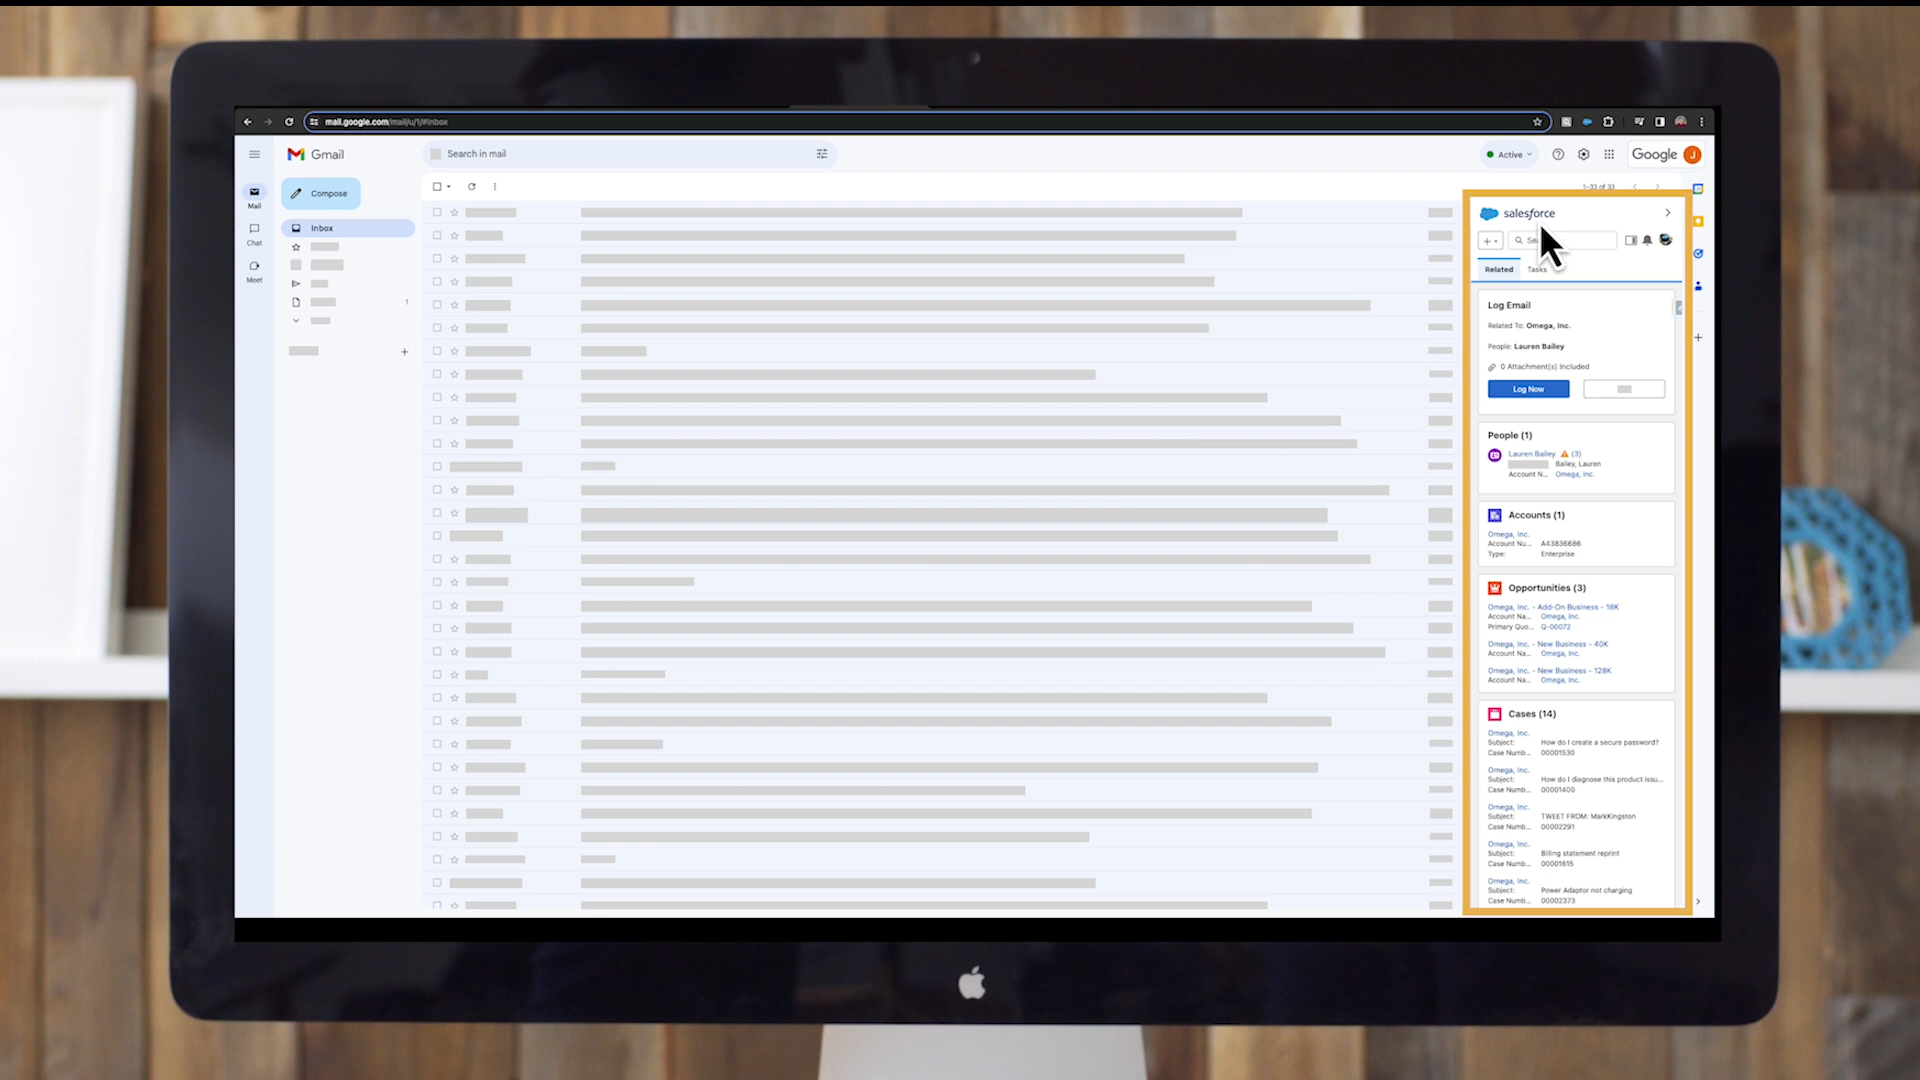 mail.google.com/mail/u/1/#inbox
Gmail
Search in mail
Active
Google
J
Mail
Compose
1-33 of 33
Inbox
Chat
Meet
1
salesforce
Related
Tasks
Log Email
Related To: Omega, Inc.
People: Lauren Bailey
0 Attachment(s) Included
Log Now
People (1)
Lauren Bailey (3)
Bailey, Lauren
Account N... Omega, Inc.
Accounts (1)
Omega, Inc.
Account Nu... A43836686
Type: Enterprise
Opportunities (3)
Omega, Inc. - Add-On Business - 18K
Account Na... Omega, Inc.
Primary Quo... Q-00072
Omega, Inc. - New Business - 40K
Account Na... Omega, Inc.
Omega, Inc. - New Business - 128K
Account Na... Omega, Inc.
Cases (14)
Omega, Inc.
Subject: How do I create a secure password?
Case Numb... 00001530
Omega, Inc.
Subject: How do I diagnose this product issu...
Case Numb... 00001400
Omega, Inc.
Subject: TWEET FROM: MarkKingston
Case Numb... 00002291
Omega, Inc.
Subject: Billing statement reprint
Case Numb... 00001615
Omega, Inc.
Subject: Power Adaptor not charging
Case Numb... 00002373